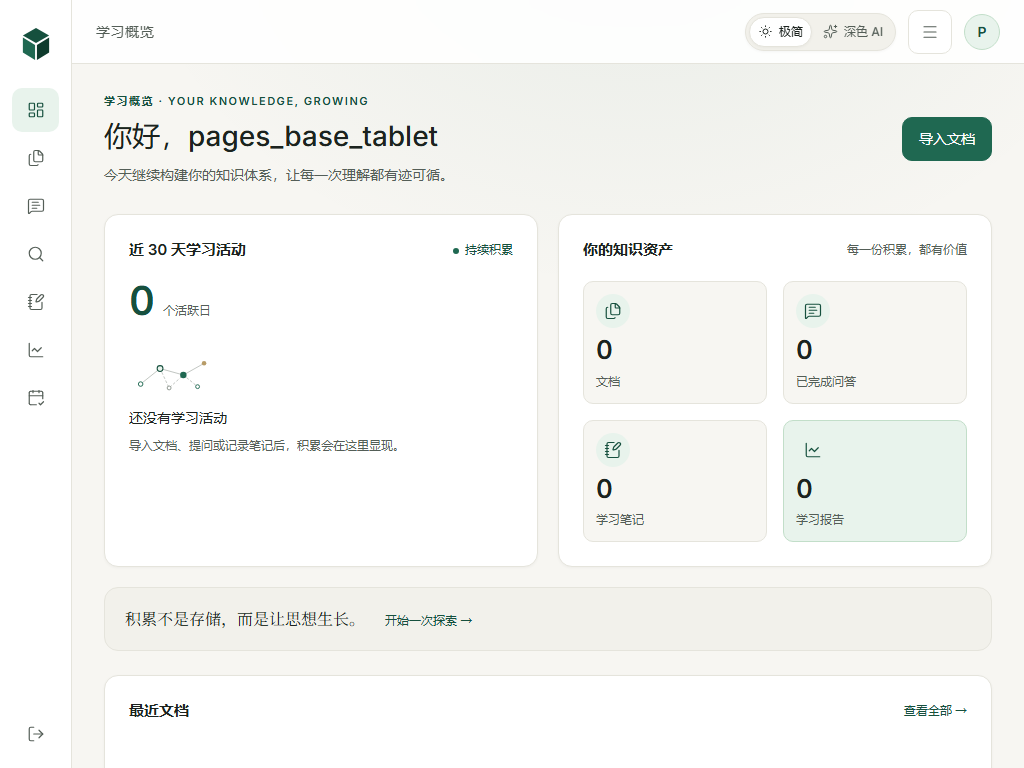 学习概览
极简
深色 AI
P
学习概览 · YOUR KNOWLEDGE, GROWING
你好，pages_base_tablet
今天继续构建你的知识体系，让每一次理解都有迹可循。
导入文档
近 30 天学习活动
持续积累
0 个活跃日
还没有学习活动
导入文档、提问或记录笔记后，积累会在这里显现。
你的知识资产
每一份积累，都有价值
0
文档
0
已完成问答
0
学习笔记
0
学习报告
积累不是存储，而是让思想生长。
开始一次探索 →
最近文档
查看全部 →